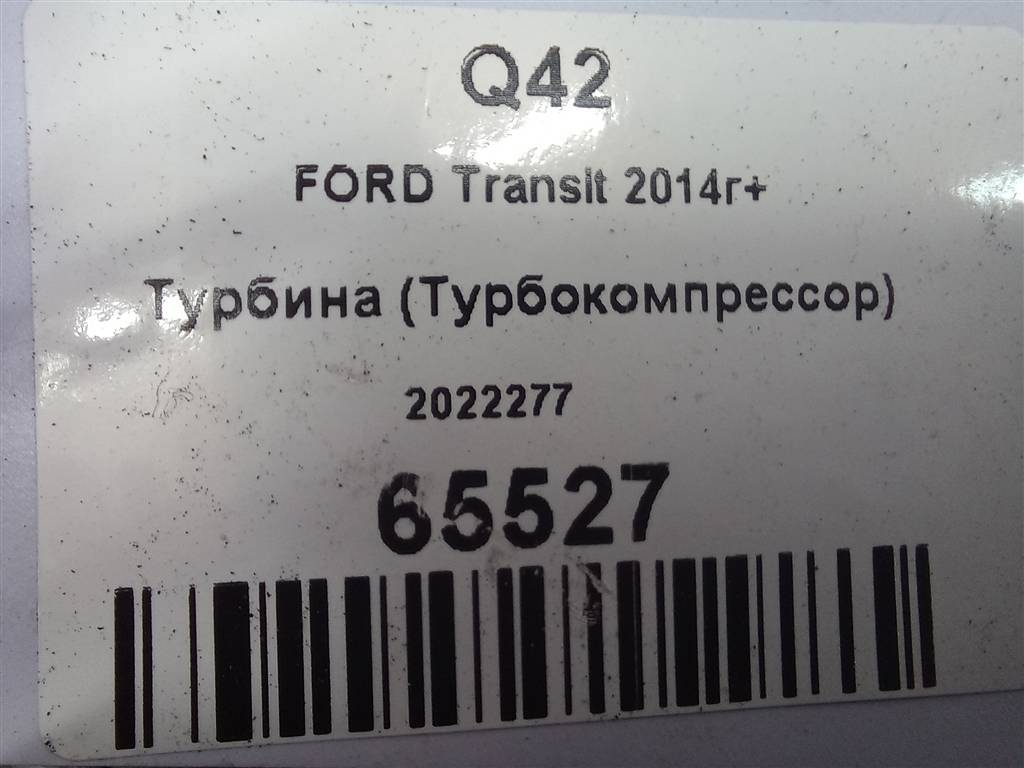 Q42
FORD Transit 2014г+
Турбина (Турбокомпрессор)
2022277
65527